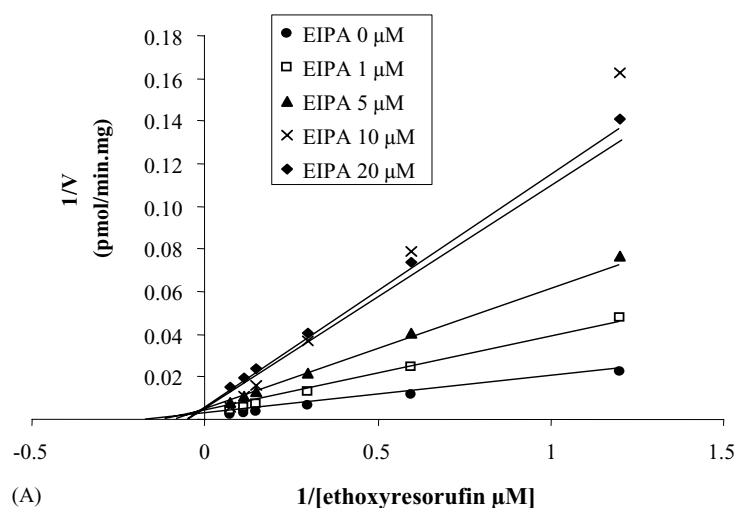 0.18
0.16
0.14
0.12
0.10
0.08
0.06
0.04
0.02
1/V
(pmol/min.mg)
EIPA 0 μM
EIPA 1 μM
EIPA 5 μM
EIPA 10 μM
EIPA 20 μM
-0.5 0 0.5 1 1.5
(A) 1/[ethoxyresorufin μM]